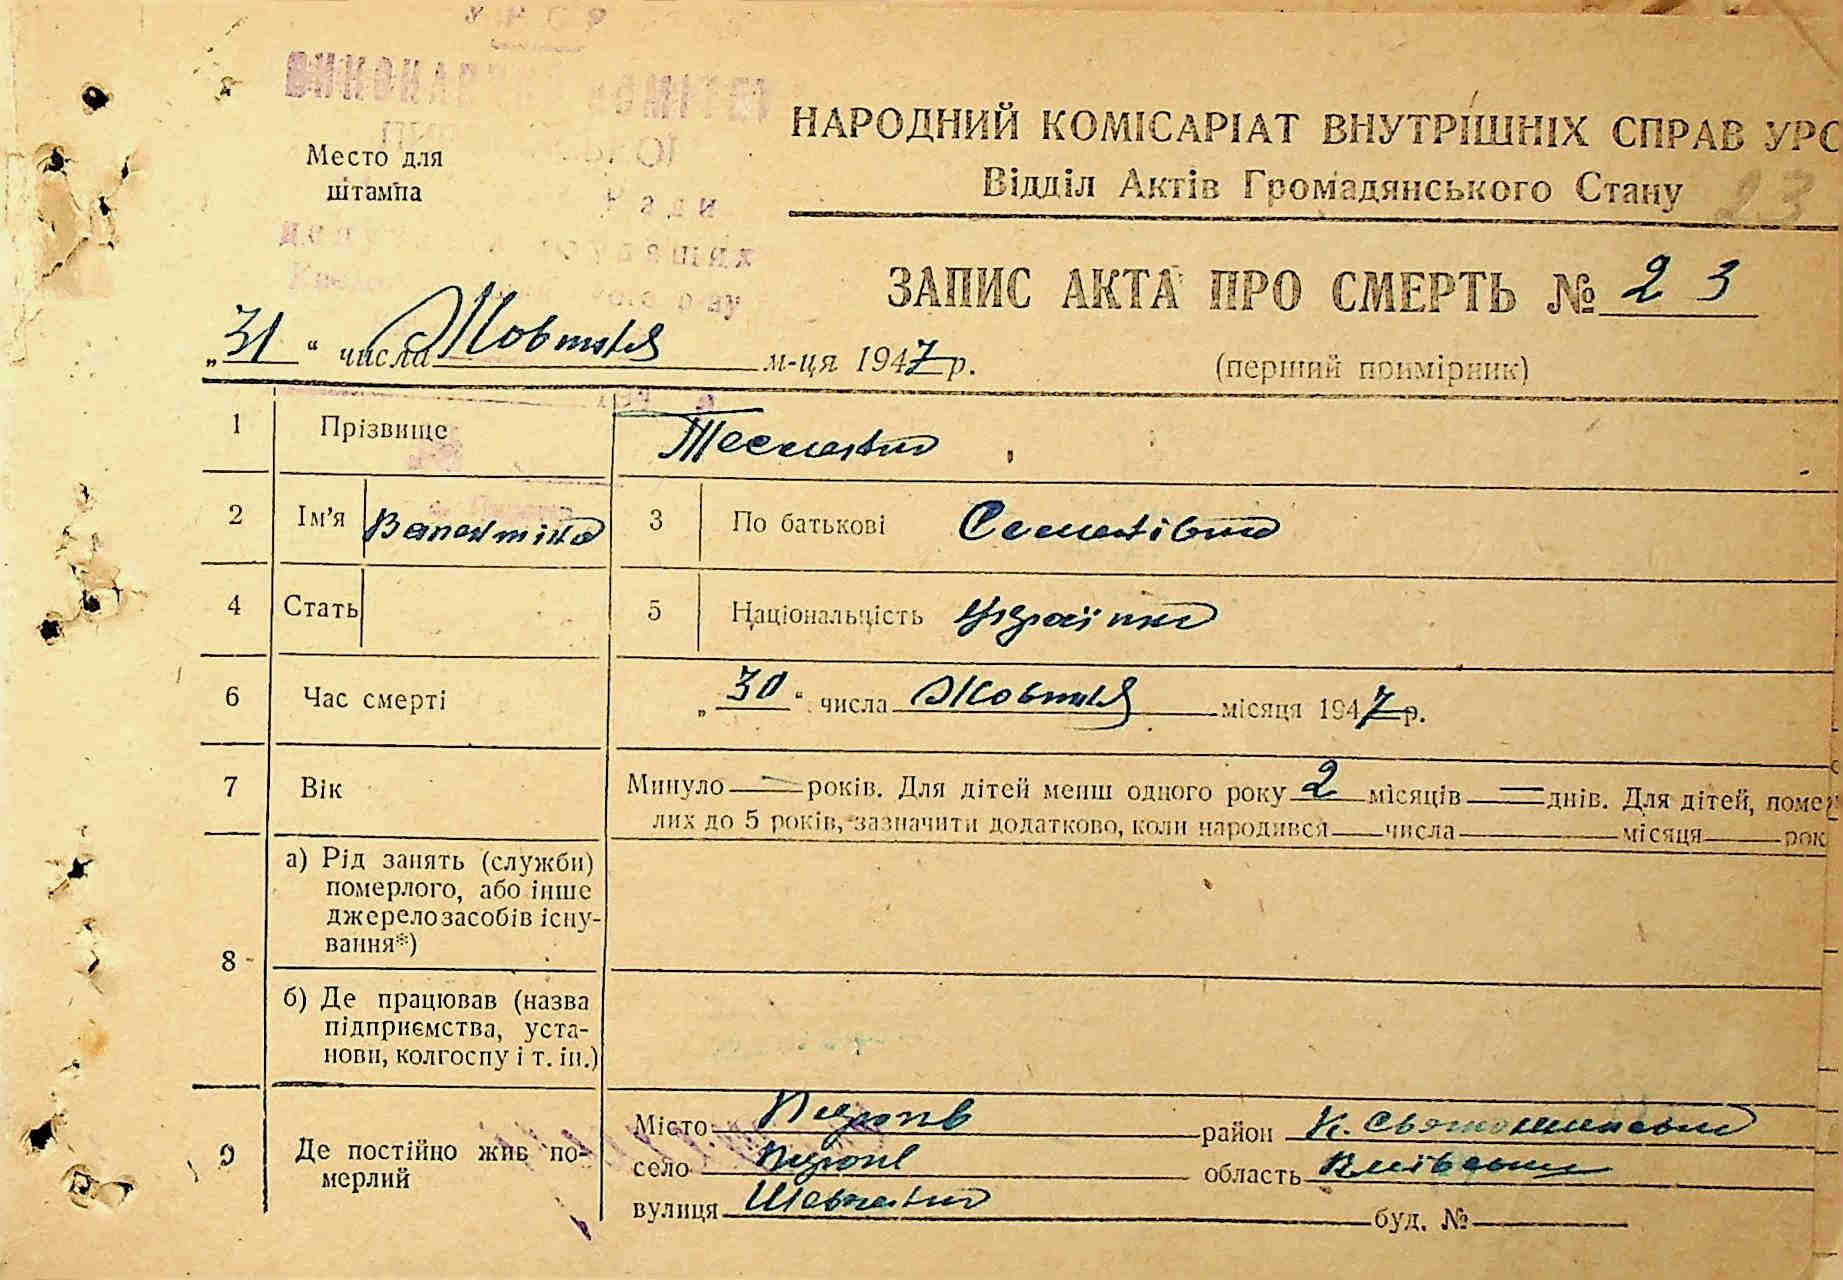 Место для
штампа
НАРОДНИЙ КОМІСАРІАТ ВНУТРІШНІХ СПРАВ УРС
Відділ Актів Громадянського Стану 23
ЗАПИС АКТА ПРО СМЕРТЬ № 23
„31“ числа Жовтня м-ця 1947 р.
(перший примірник)
1 Прізвище
2 Ім'я Валентина 3 По батькові Семенівна
4 Стать 5 Національність Українка
6 Час смерті „30“ числа Жовтня місяця 1947 р.
7 Вік Минуло — років. Для дітей менш одного року 2 місяців — днів. Для дітей, поме
лих до 5 років, зазначити додатково, коли народився числа місяця рок
8 а) Рід занять (служби)
померлого, або інше
джерело засобів існу-
вання*)
б) Де працював (назва
підприємства, уста-
нови, колгоспу і т. ін.)
9 Де постійно жив по-
мерлий
Місто район К. Святошинський
село область Київська
вулиця Шевченка буд. №